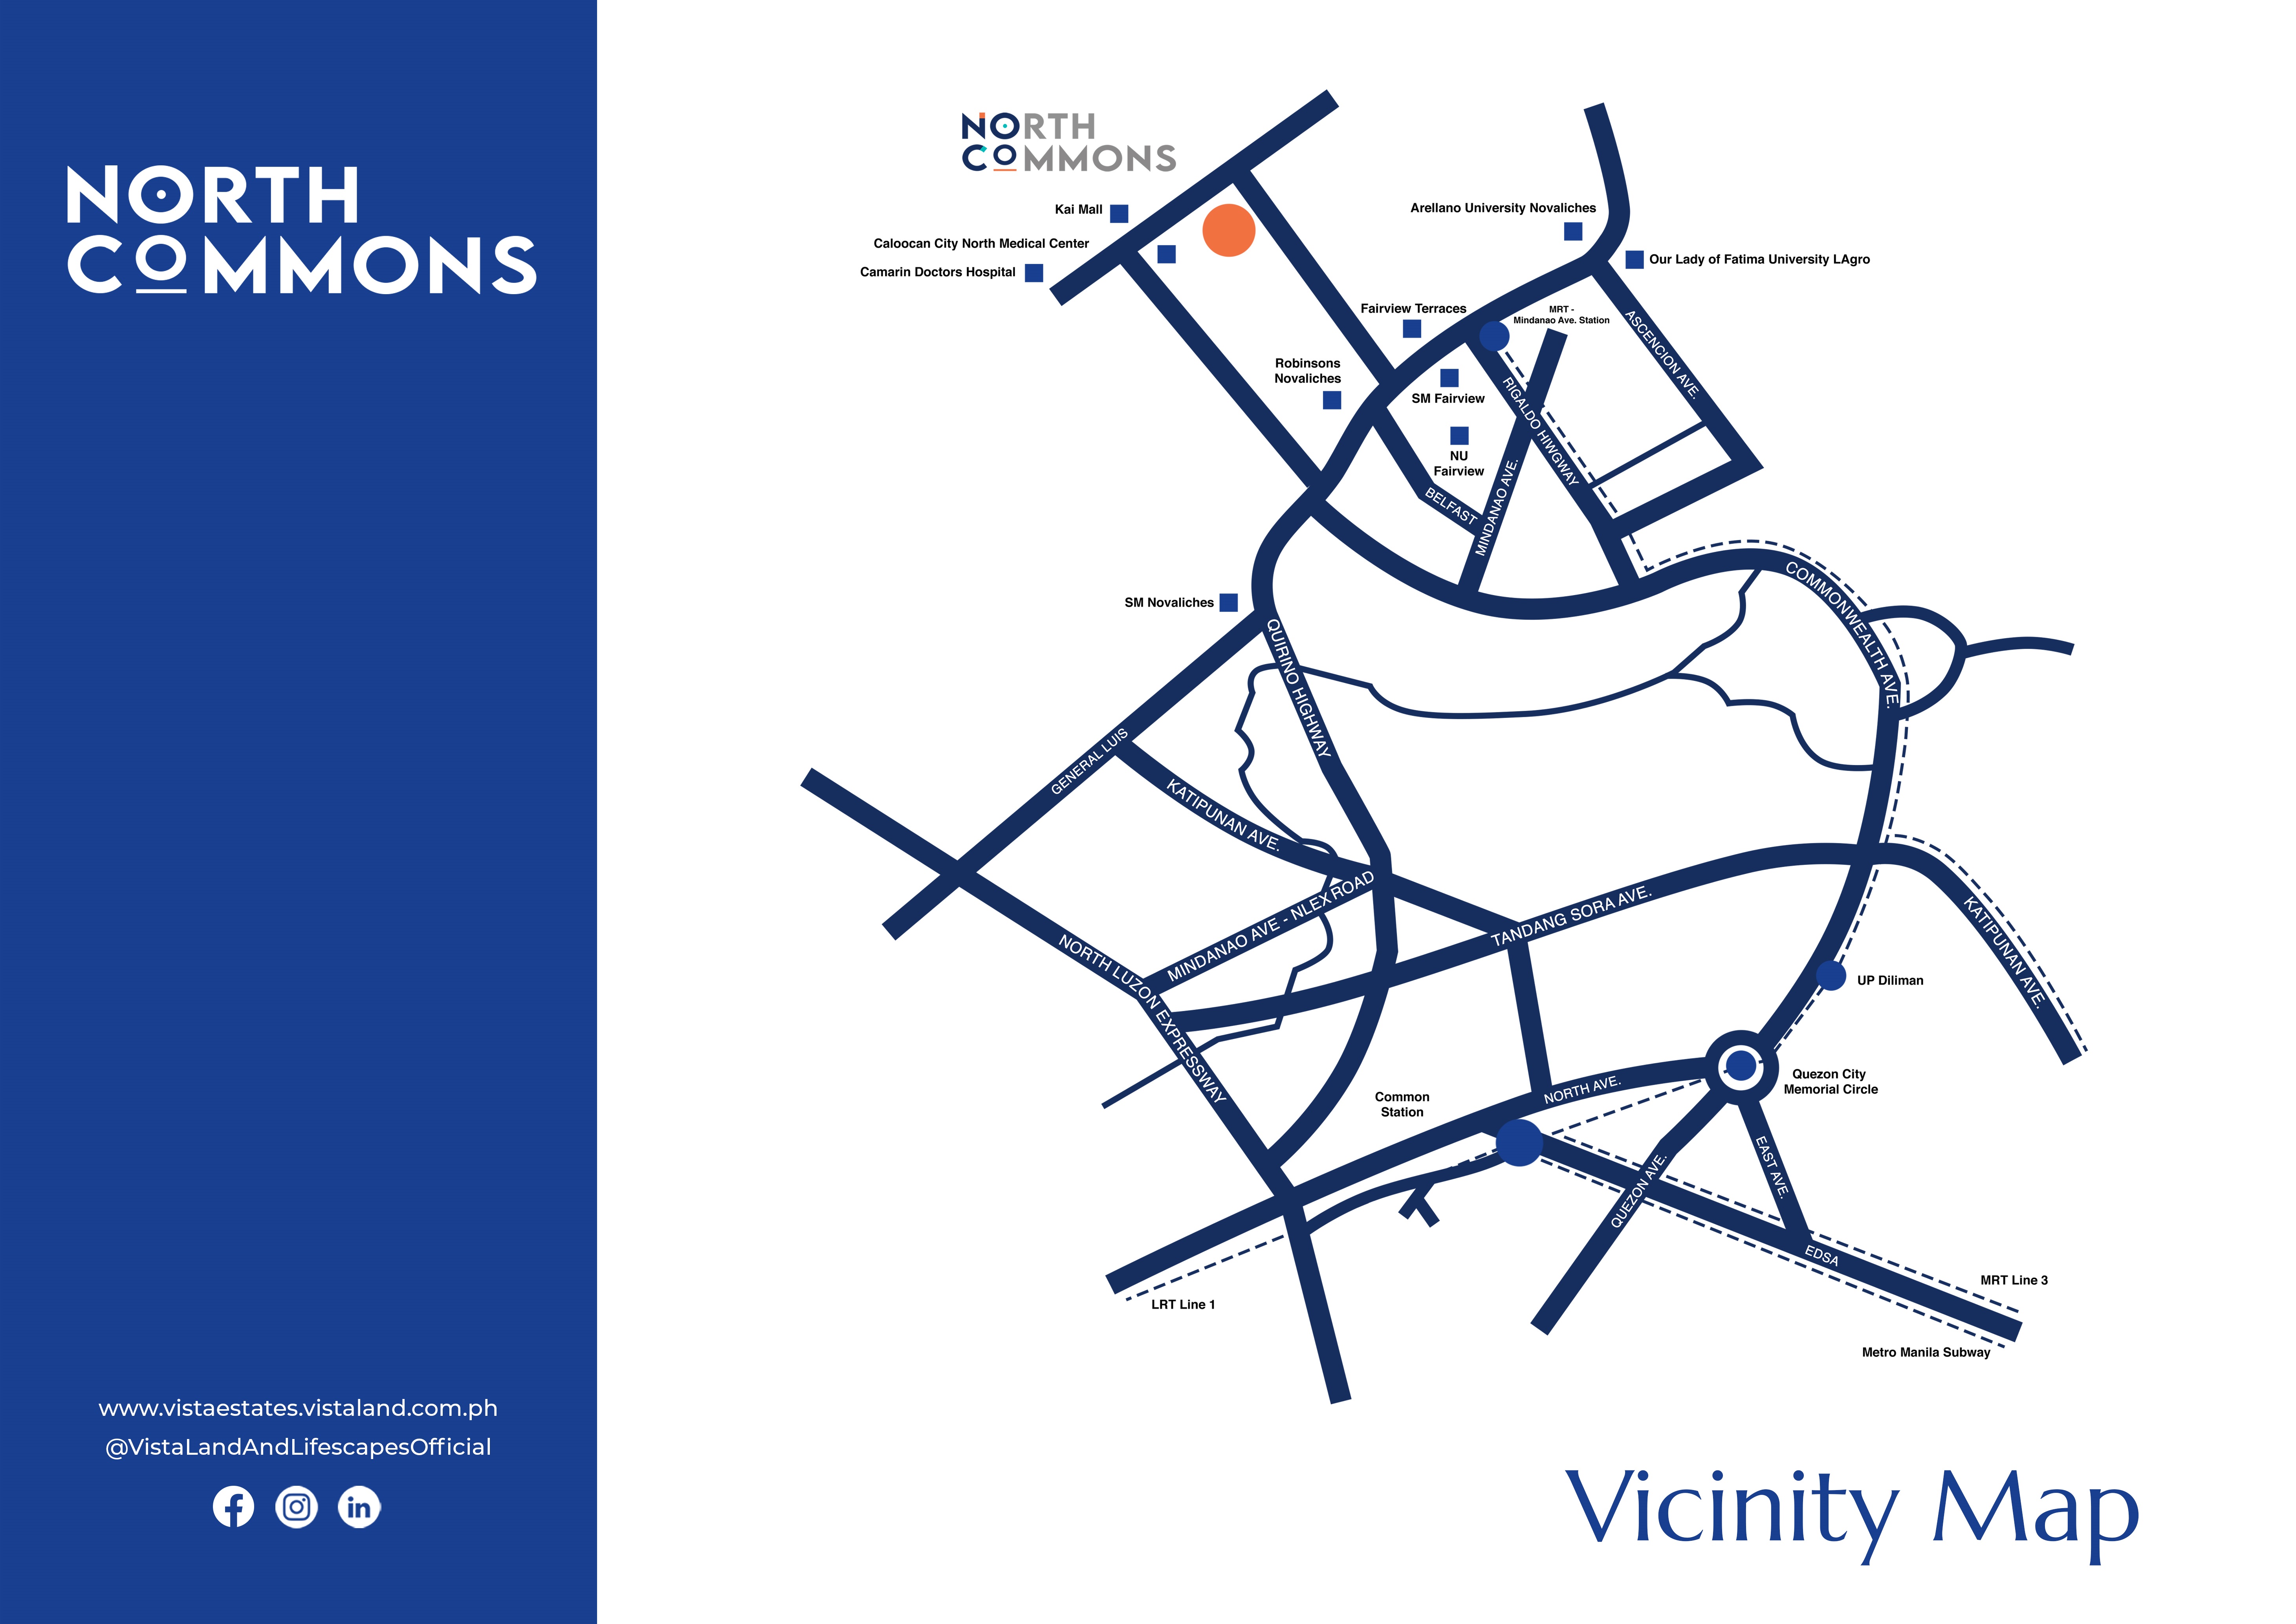 NORTH
COMMONS
www.vistaestates.vistaland.com.ph
@VistaLandAndLifescapesOfficial
NORTH
COMMONS
Kai Mall
Caloocan City North Medical Center
Camarin Doctors Hospital
Arellano University Novaliches
Our Lady of Fatima University LAgro
Fairview Terraces
MRT -
Mindanao Ave. Station
ASCENCION AVE.
Robinsons
Novaliches
SM Fairview
RIGALDO HIWGWAY
NU
Fairview
BELFAST
MINDANAO AVE.
COMMONWEALTH AVE.
SM Novaliches
QUIRINO HIGHWAY
GENERAL LUIS
KATIPUNAN AVE.
MINDANAO AVE - NLEX ROAD
TANDANG SORA AVE.
KATIPUNAN AVE.
NORTH LUZON EXPRESSWAY
UP Diliman
Quezon City
Memorial Circle
NORTH AVE.
Common
Station
EAST AVE.
QUEZON AVE.
EDSA
MRT Line 3
LRT Line 1
Metro Manila Subway
Vicinity Map